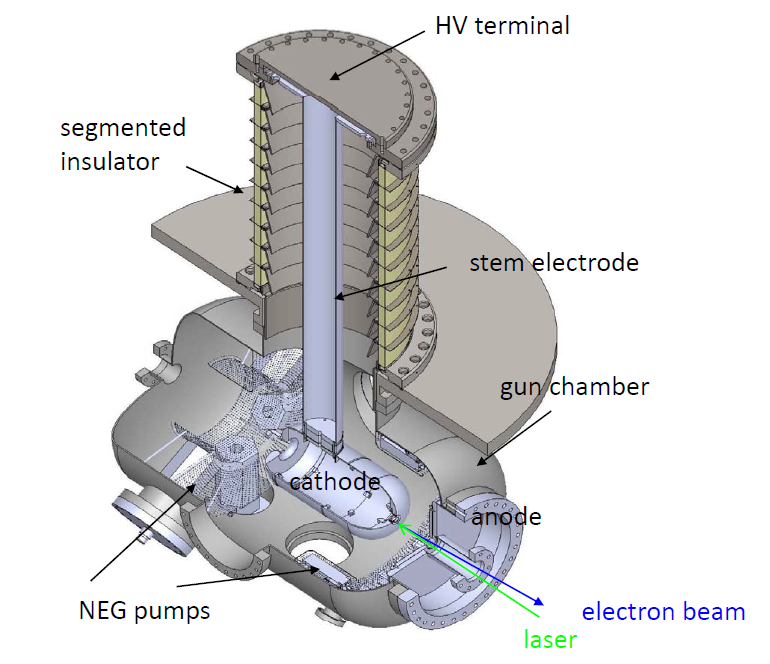 HV terminal
segmented
insulator
stem electrode
gun chamber
cathode
anode
NEG pumps
electron beam
laser